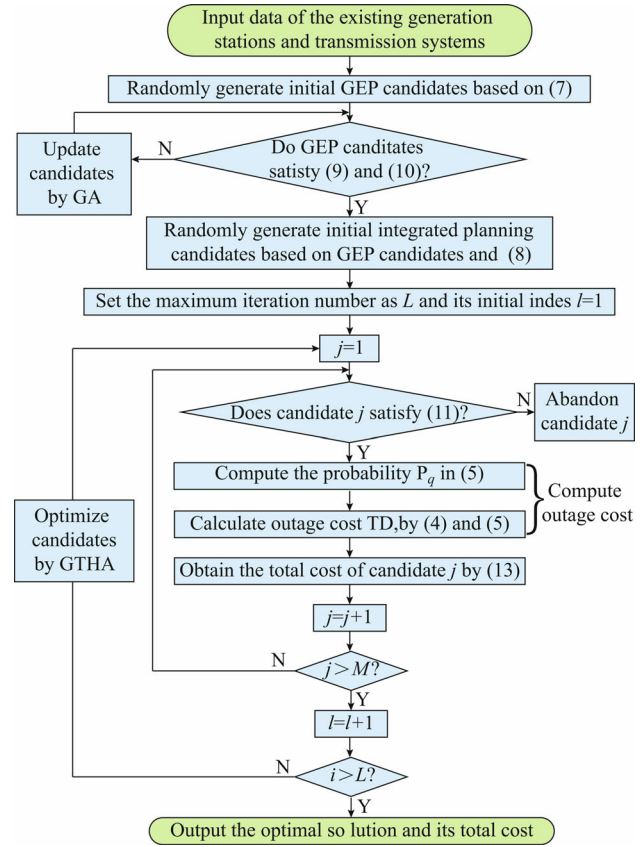 Input data of the existing generation
stations and transmission systems
Randomly generate initial GEP candidates based on (7)
Update
candidates
by GA
N
Do GEP canditates
satisty (9) and (10)?
Y
Randomly generate initial integrated planning
candidates based on GEP candidates and (8)
Set the maximum iteration number as L and its initial indes l=1
j=1
Does candidate j satisfy (11)?
N
Abandon
candidate j
Y
Compute the probability Pq in (5)
Calculate outage cost TD,by (4) and (5)
Compute
outage cost
Optimize
candidates
by GTHA
Obtain the total cost of candidate j by (13)
j=j+1
N
j>M?
Y
l=l+1
N
i>L?
Y
Output the optimal so lution and its total cost